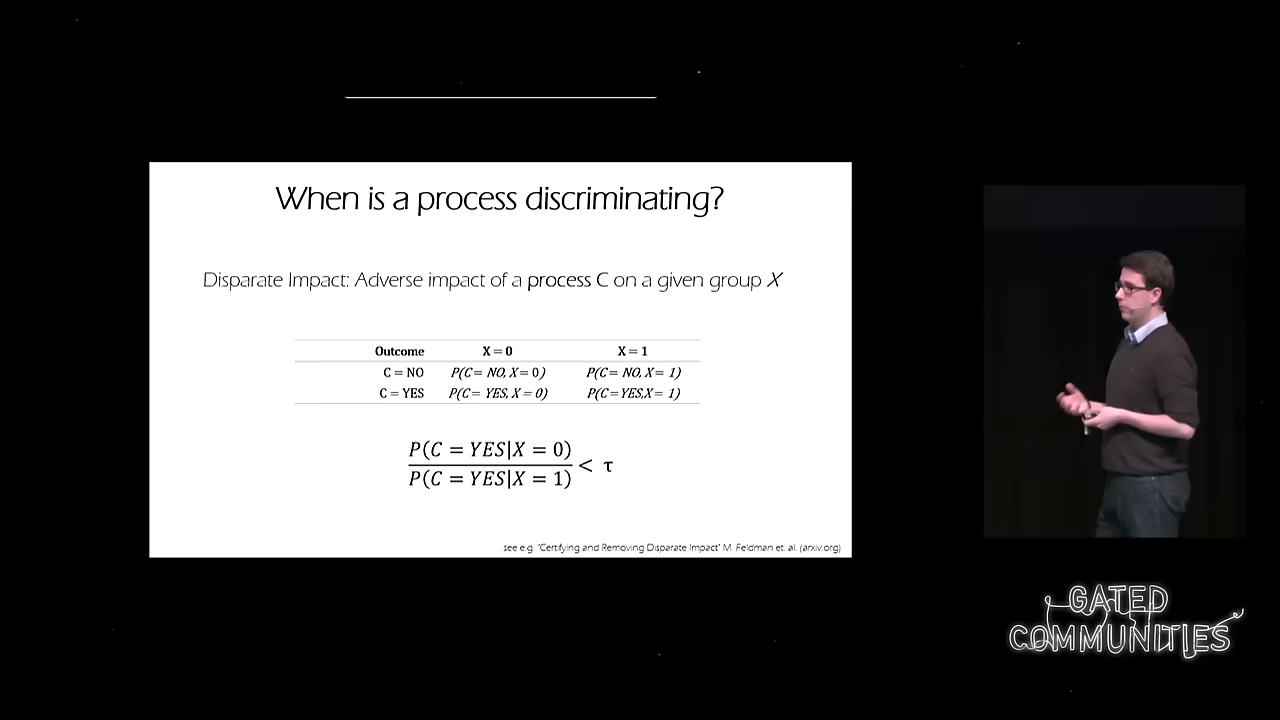 When is a process discriminating?
Disparate Impact: Adverse impact of a process C on a given group X
Outcome X = 0 X = 1
C = NO P(C= NO, X= 0) P(C= NO, X= 1)
C = YES P(C= YES, X= 0) P(C=YES,X= 1)
P(C = YES|X = 0)
P(C = YES|X = 1)
< τ
see e.g. "Certifying and Removing Disparate Impact" M. Feldman et. al. (arxiv.org)
GATED
COMMUNITIES